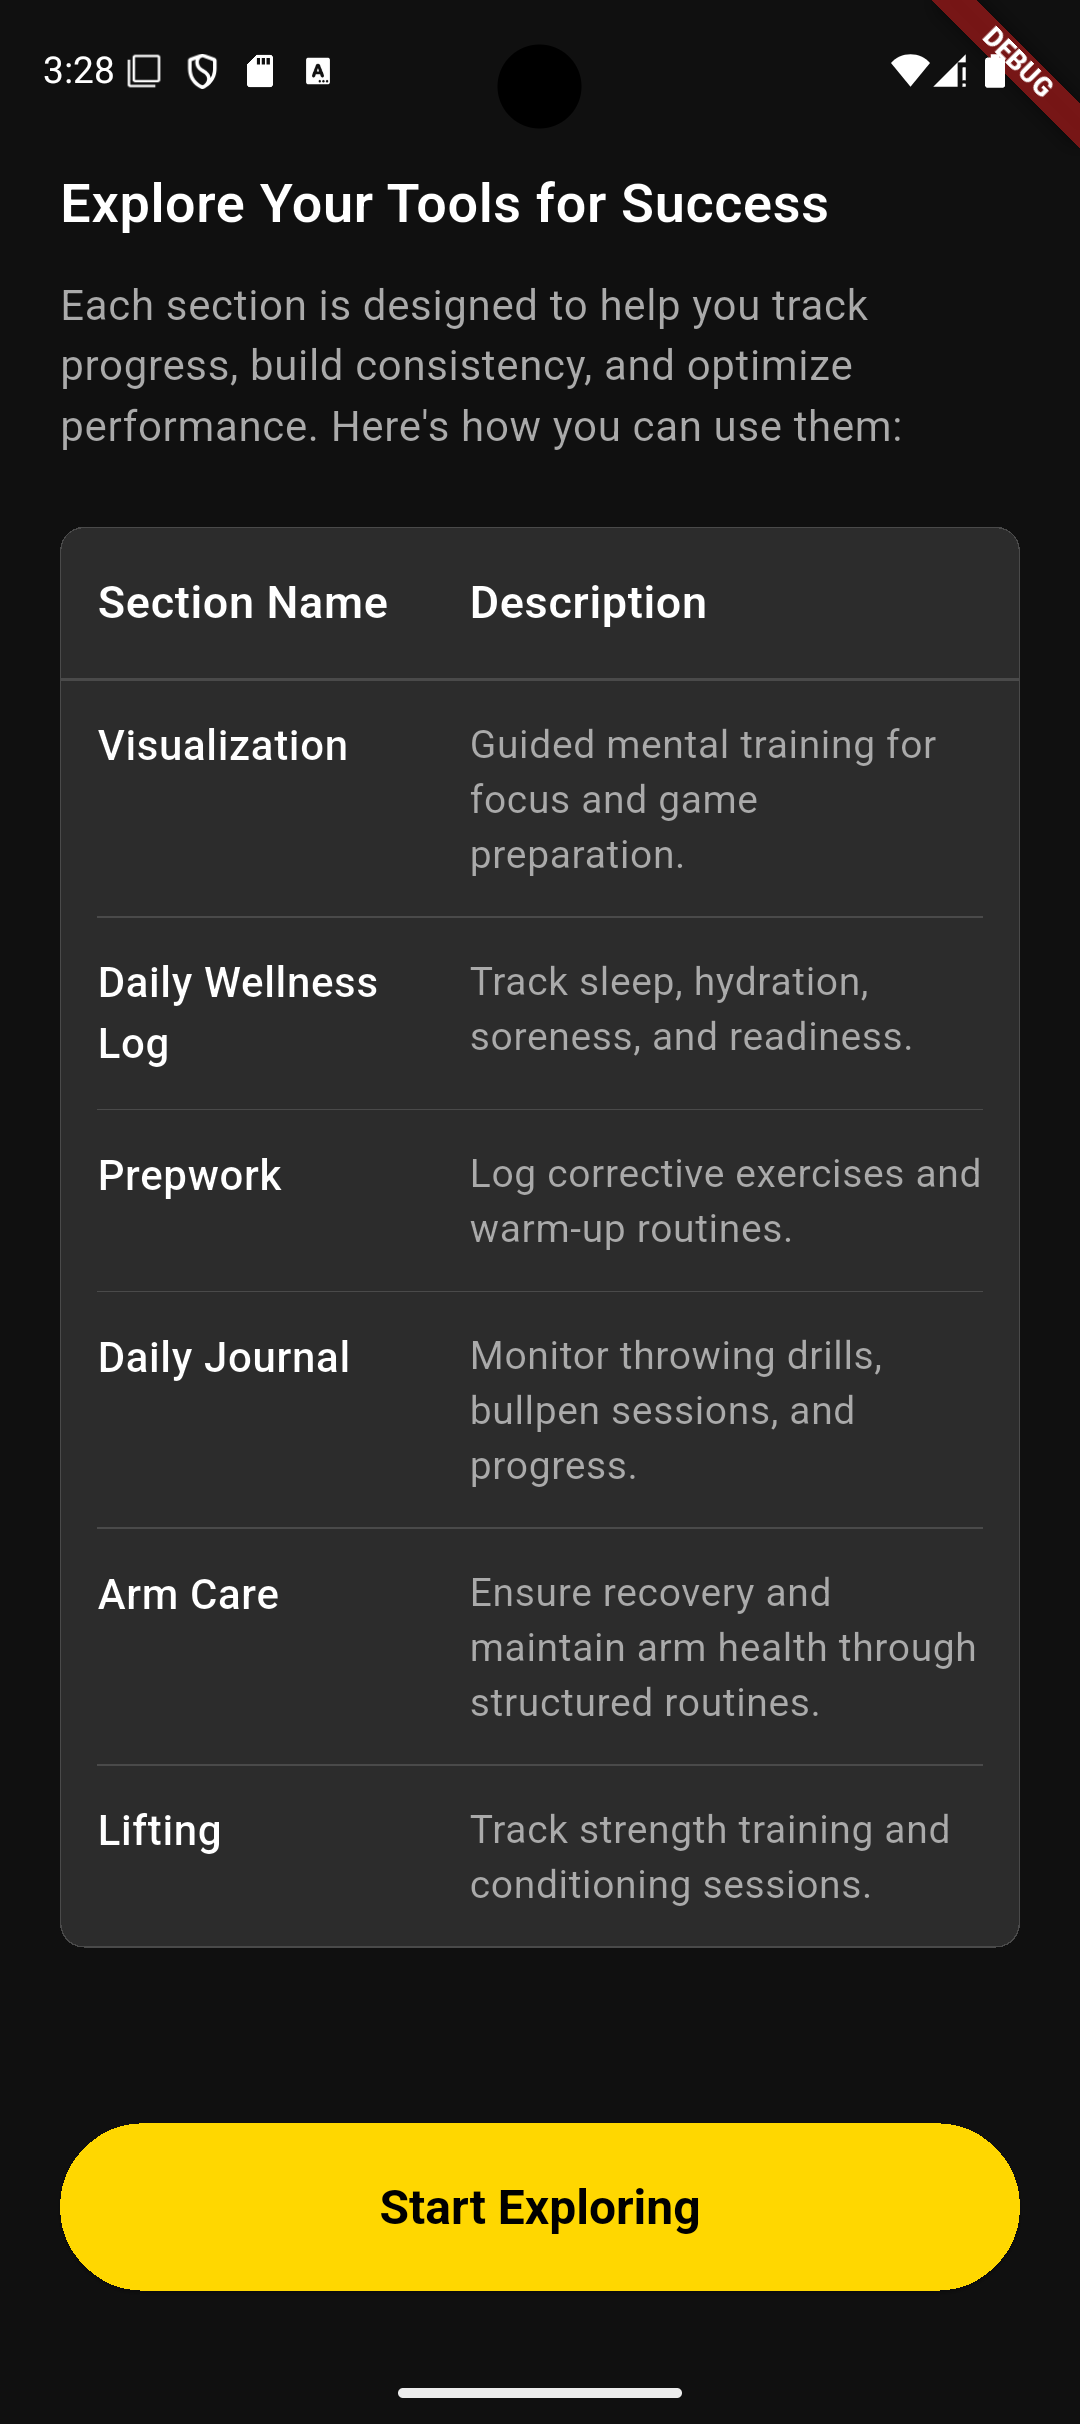 3:28
DEBUG
Explore Your Tools for Success
Each section is designed to help you track
progress, build consistency, and optimize
performance. Here's how you can use them:
Section Name
Description
Visualization
Guided mental training for
focus and game
preparation.
Daily Wellness
Log
Track sleep, hydration,
soreness, and readiness.
Prepwork
Log corrective exercises and
warm-up routines.
Daily Journal
Monitor throwing drills,
bullpen sessions, and
progress.
Arm Care
Ensure recovery and
maintain arm health through
structured routines.
Lifting
Track strength training and
conditioning sessions.
Start Exploring